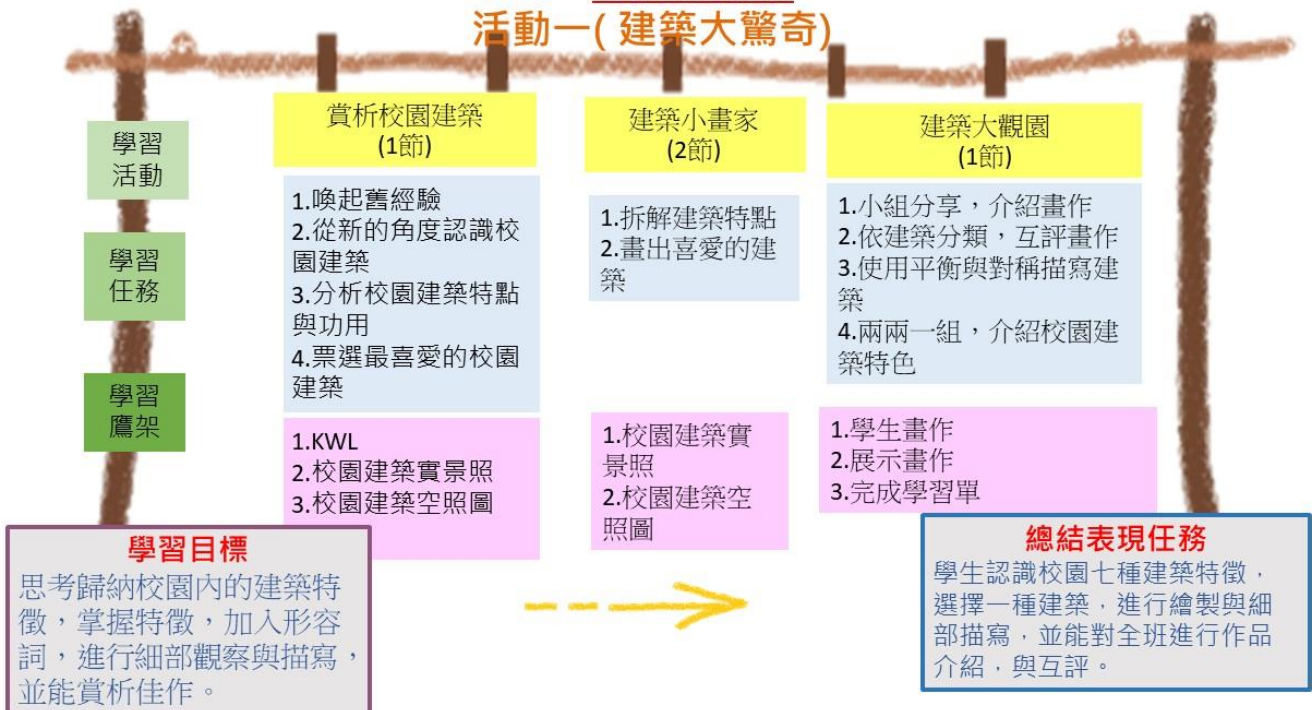 活動一( 建築大驚奇)
學習
活動
學習
任務
學習
鷹架
賞析校園建築
(1節)
1.喚起舊經驗
2.從新的角度認識校
園建築
3.分析校園建築特點
與功用
4.票選最喜愛的校園
建築
1.KWL
2.校園建築實景照
3.校園建築空照圖
建築小畫家
(2節)
1.拆解建築特點
2.畫出喜愛的建
築
1.校園建築實
景照
2.校園建築空
照圖
建築大觀園
(1節)
1.小組分享，介紹畫作
2.依建築分類，互評畫作
3.使用平衡與對稱描寫建
築
4.兩兩一組，介紹校園建
築特色
1.學生畫作
2.展示畫作
3.完成學習單
學習目標
思考歸納校園內的建築特
徵，掌握特徵，加入形容
詞，進行細部觀察與描寫，
並能賞析佳作。
總結表現任務
學生認識校園七種建築特徵，
選擇一種建築，進行繪製與細
部描寫，並能對全班進行作品
介紹，與互評。